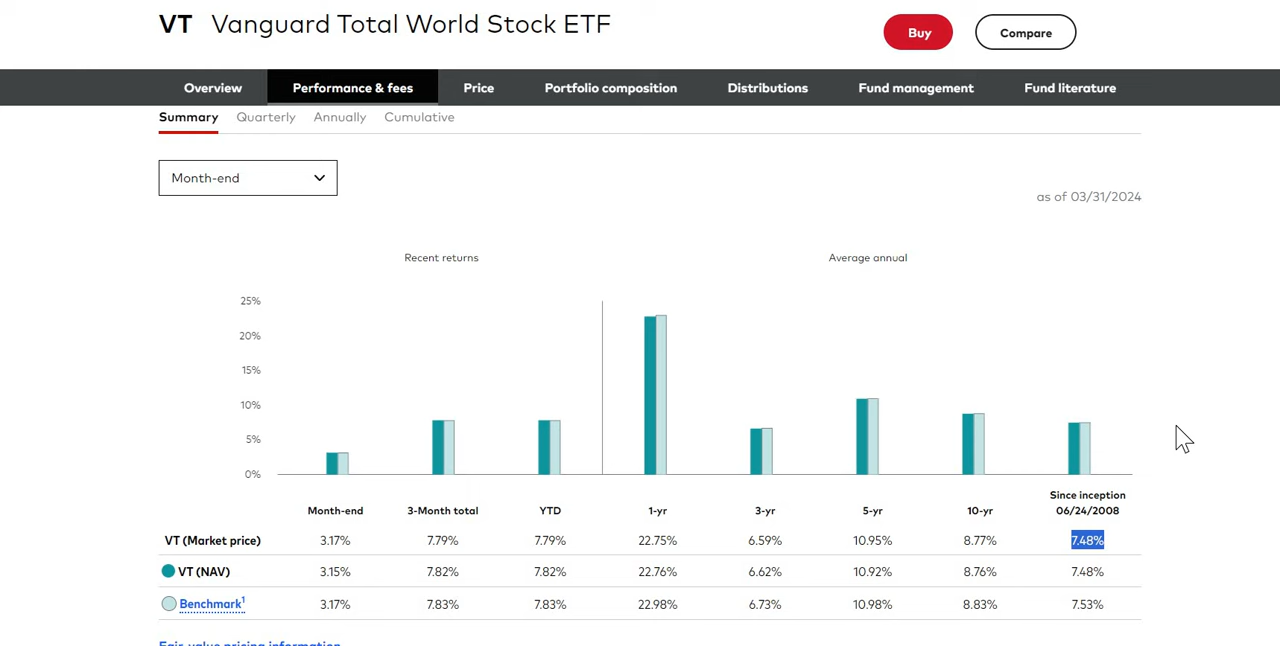 VT Vanguard Total World Stock ETF
Buy
Compare
Overview Performance & fees Price Portfolio composition Distributions Fund management Fund literature
Summary Quarterly Annually Cumulative
Month-end
as of 03/31/2024
Recent returns Average annual
25%
20%
15%
10%
5%
0%
Since inception
Month-end 3-Month total YTD 1-yr 3-yr 5-yr 10-yr 06/24/2008
VT (Market price) 3.17% 7.79% 7.79% 22.75% 6.59% 10.95% 8.77% 7.48%
VT (NAV) 3.15% 7.82% 7.82% 22.76% 6.62% 10.92% 8.76% 7.48%
Benchmark1 3.17% 7.83% 7.83% 22.98% 6.73% 10.98% 8.83% 7.53%
Fair-value pricing information